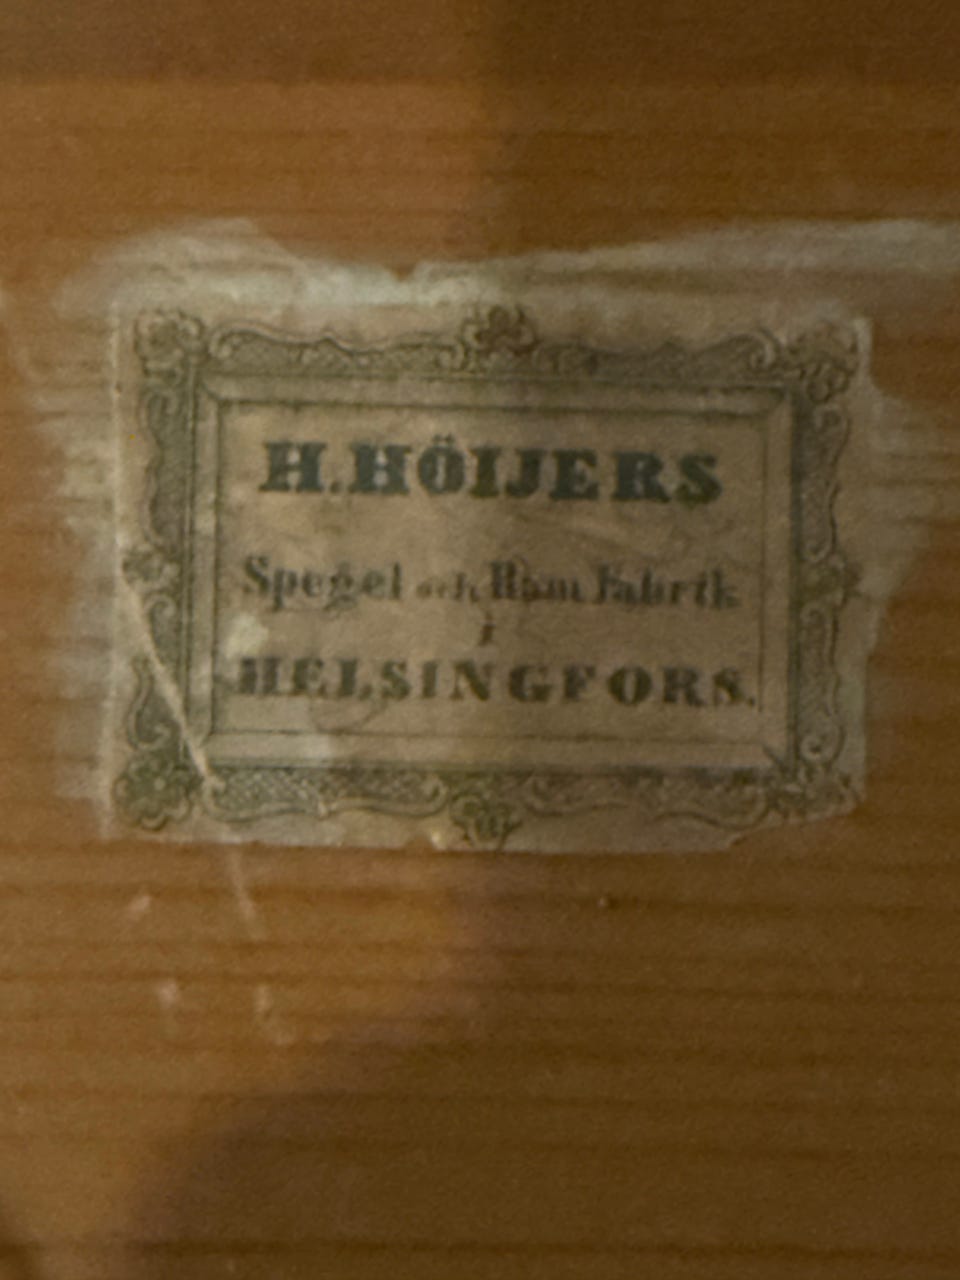 H. HÖIJERS
Spegel och Ram Fabrik
i
HELSINGFORS.